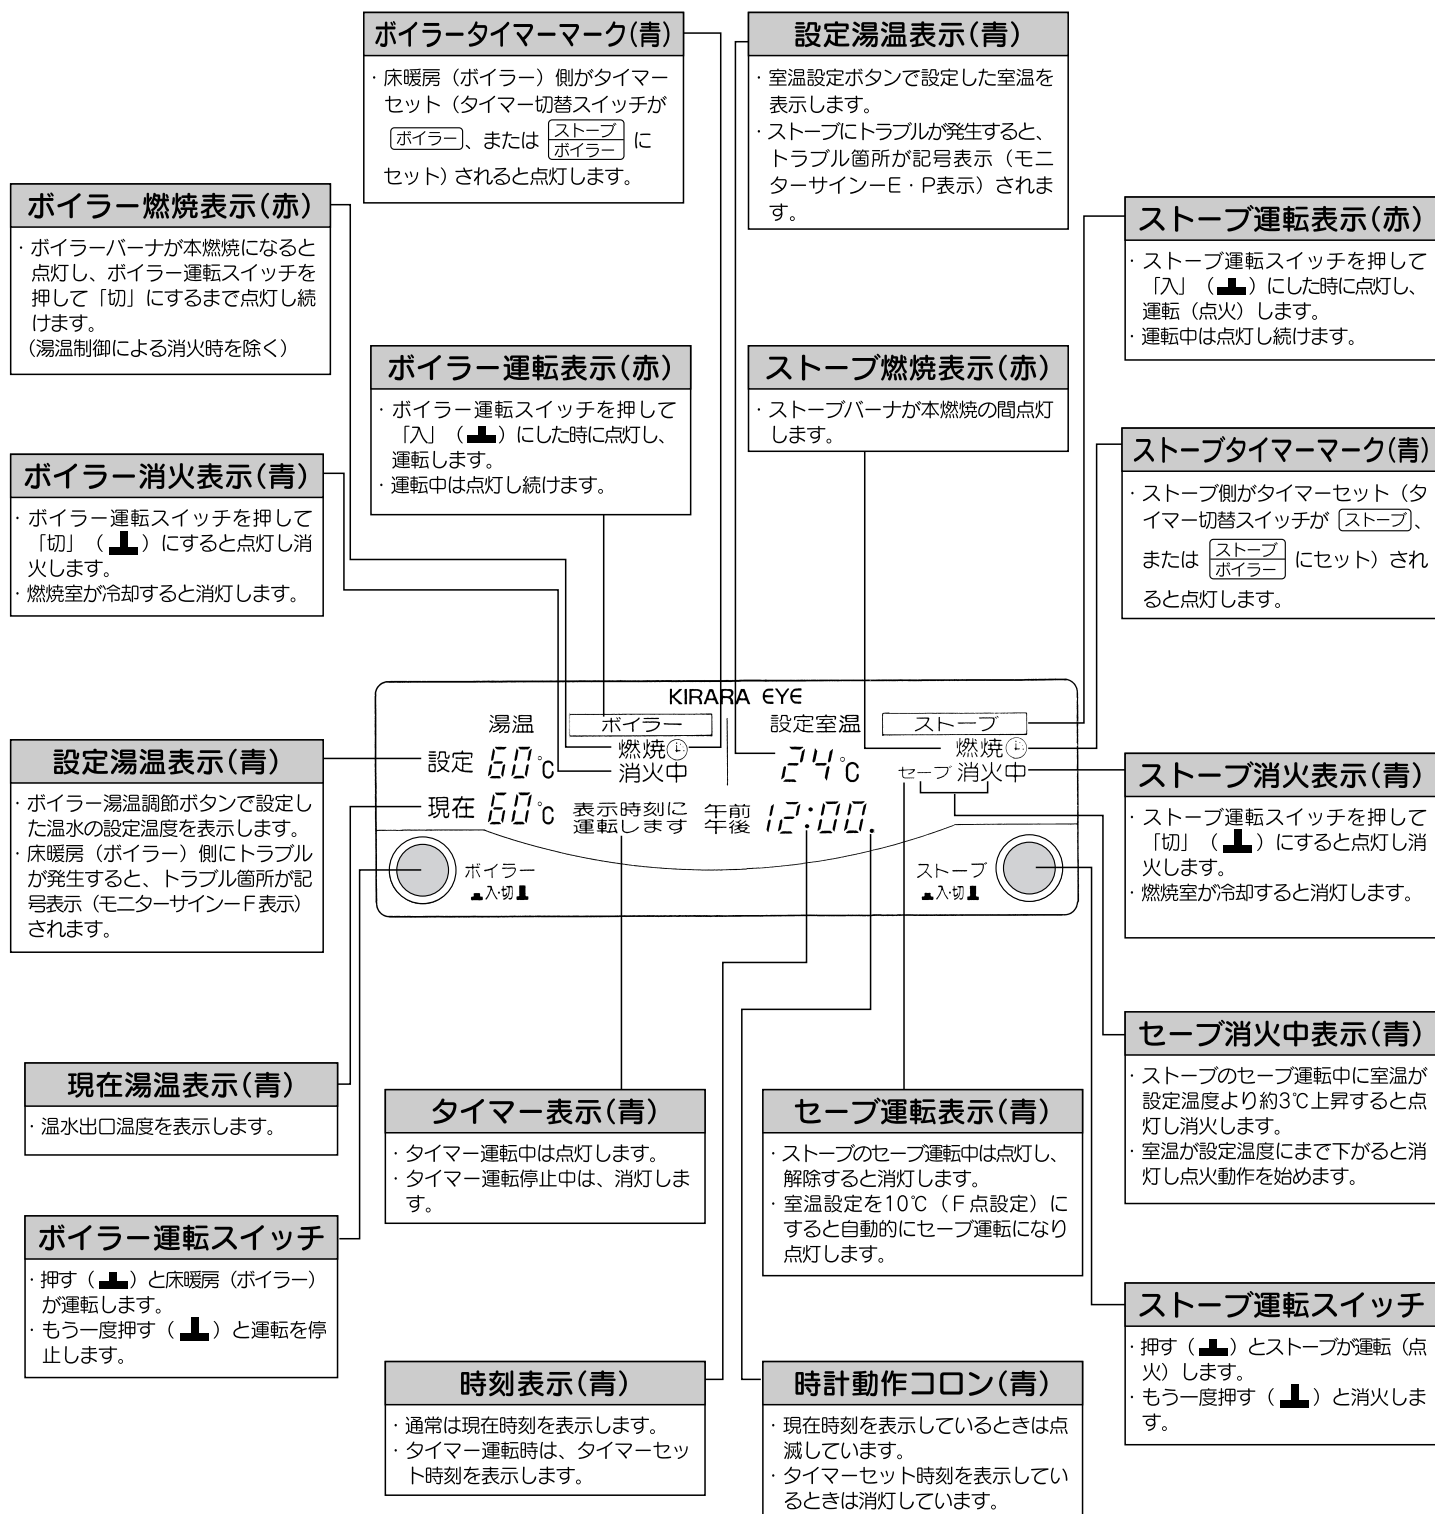 ボイラータイマーマーク(青)
・床暖房（ボイラー）側がタイマー
セット（タイマー切替スイッチが
ボイラー、または ストーブ
ボイラー に
セット）されると点灯します。
設定湯温表示(青)
・室温設定ボタンで設定した室温を
表示します。
・ストーブにトラブルが発生すると、
トラブル箇所が記号表示（モニ
ターサインーE・P表示）されま
す。
ボイラー燃焼表示(赤)
・ボイラーバーナが本燃焼になると
点灯し、ボイラー運転スイッチを
押して「切」にするまで点灯し続
けます。
（湯温制御による消火時を除く）
ストーブ運転表示(赤)
・ストーブ運転スイッチを押して
「入」（ ）にした時に点灯し、
運転（点火）します。
・運転中は点灯し続けます。
ボイラー運転表示(赤)
・ボイラー運転スイッチを押して
「入」（ ）にした時に点灯し、
運転します。
・運転中は点灯し続けます。
ストーブ燃焼表示(赤)
・ストーブバーナが本燃焼の間点灯
します。
ボイラー消火表示(青)
・ボイラー運転スイッチを押して
「切」（ ）にすると点灯し消
火します。
・燃焼室が冷却すると消灯します。
ストーブタイマーマーク(青)
・ストーブ側がタイマーセット（タ
イマー切替スイッチが ストーブ、
または ストーブ
ボイラー にセット）され
ると点灯します。
KIRARA EYE
湯温 ボイラー 設定室温 ストーブ
設定 60℃ 燃焼 24℃ 燃焼
消火中 セーブ 消火中
現在 60℃ 表示時刻に 午前 12:00.
運転します 午後
ボイラー
入・切
ストーブ
入・切
設定湯温表示(青)
・ボイラー湯温調節ボタンで設定し
た温水の設定温度を表示します。
・床暖房（ボイラー）側にトラブル
が発生すると、トラブル箇所が記
号表示（モニターサインーF表示）
されます。
ストーブ消火表示(青)
・ストーブ運転スイッチを押して
「切」（ ）にすると点灯し消
火します。
・燃焼室が冷却すると消灯します。
現在湯温表示(青)
・温水出口温度を表示します。
タイマー表示(青)
・タイマー運転中は点灯します。
・タイマー運転停止中は、消灯しま
す。
セーブ運転表示(青)
・ストーブのセーブ運転中は点灯し、
解除すると消灯します。
・室温設定を10℃（F点設定）に
すると自動的にセーブ運転になり
点灯します。
セーブ消火中表示(青)
・ストーブのセーブ運転中に室温が
設定温度より約3℃上昇すると点
灯し消火します。
・室温が設定温度にまで下がると消
灯し点火動作を始めます。
ボイラー運転スイッチ
・押す（ ）と床暖房（ボイラー）
が運転します。
・もう一度押す（ ）と運転を停
止します。
ストーブ運転スイッチ
・押す（ ）とストーブが運転（点
火）します。
・もう一度押す（ ）と消火しま
す。
時刻表示(青)
・通常は現在時刻を表示します。
・タイマー運転時は、タイマーセッ
ト時刻を表示します。
時計動作コロン(青)
・現在時刻を表示しているときは点
滅しています。
・タイマーセット時刻を表示してい
るときは消灯しています。